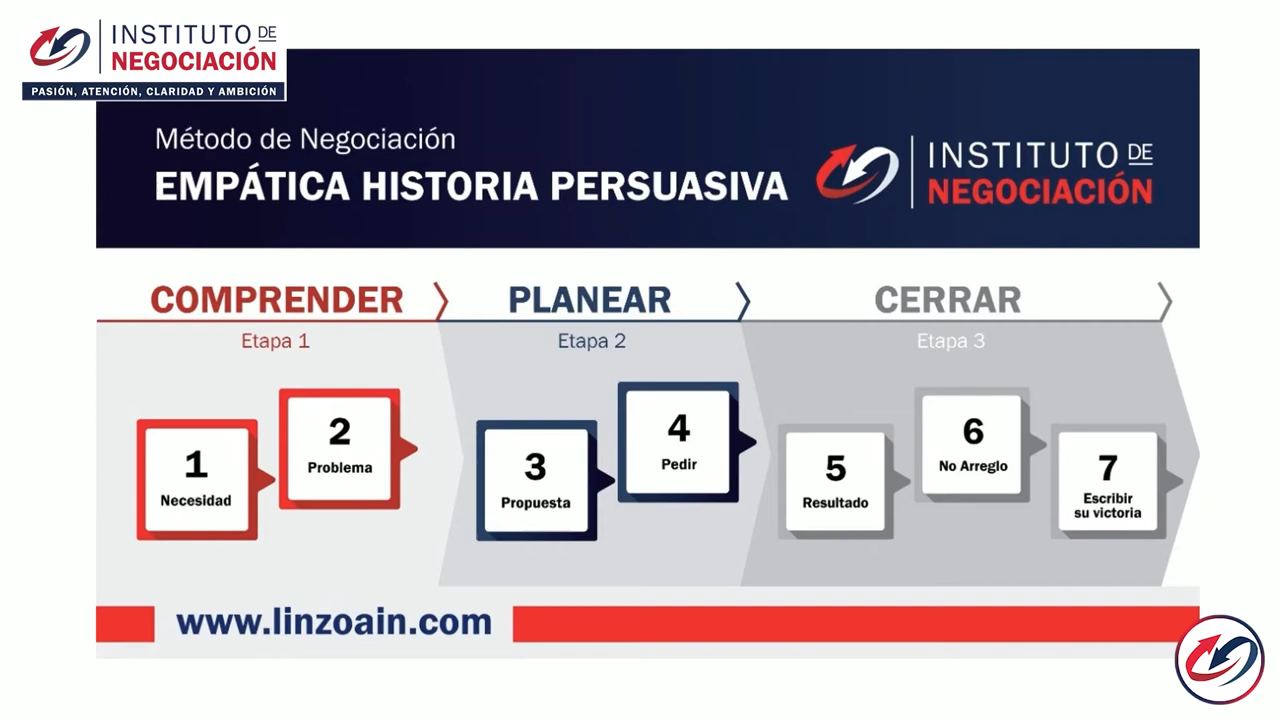 INSTITUTO DE
NEGOCIACIÓN
PASIÓN, ATENCIÓN, CLARIDAD Y AMBICIÓN
Método de Negociación
EMPÁTICA HISTORIA PERSUASIVA
INSTITUTO DE
NEGOCIACIÓN
COMPRENDER
Etapa 1
1
Necesidad
2
Problema
PLANEAR
Etapa 2
3
Propuesta
4
Pedir
CERRAR
Etapa 3
5
Resultado
6
No Arreglo
7
Escribir
su victoria
www.linzoain.com